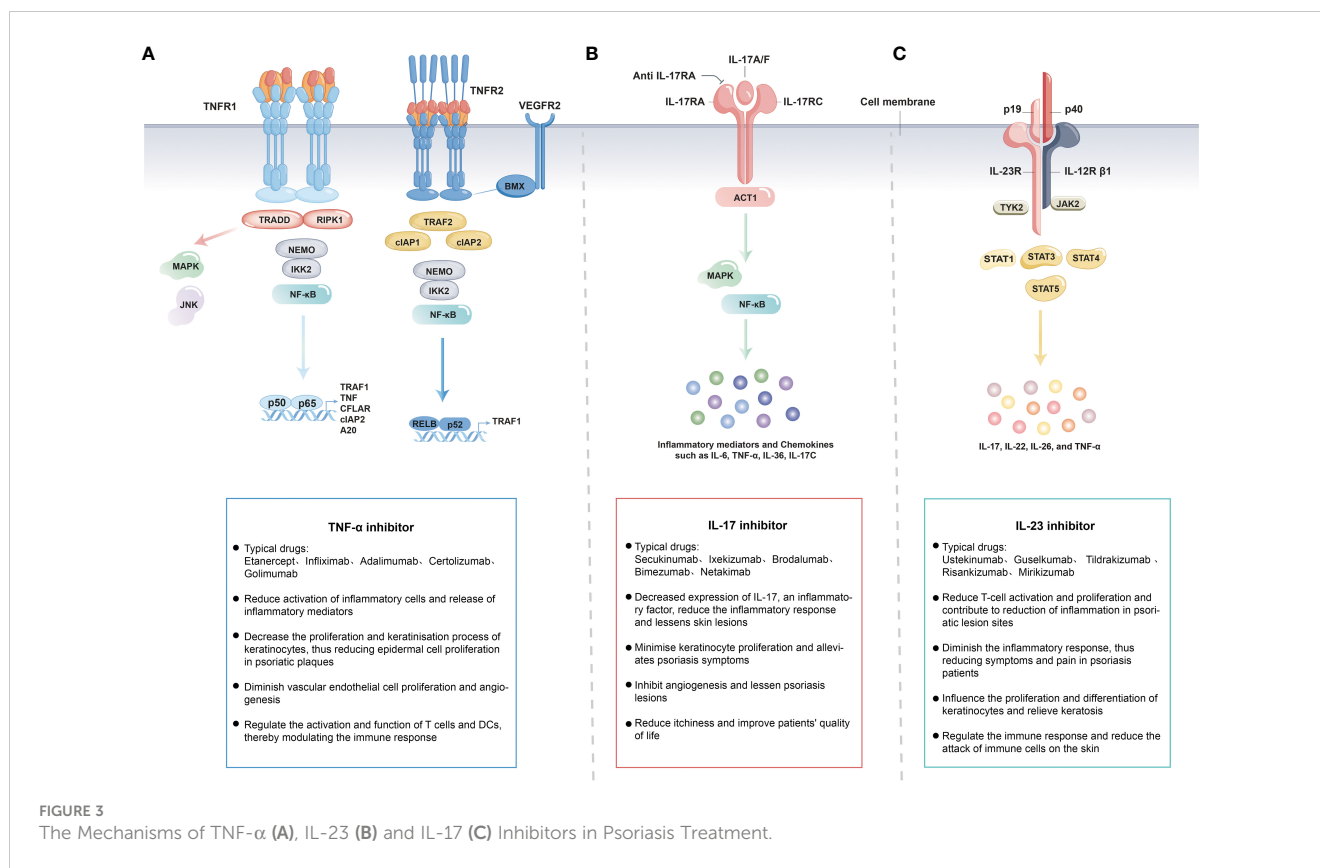 A
TNFR1
TNFR2
VEGFR2
BMX
TRADD
RIPK1
TRAF2
cIAP1
cIAP2
MAPK
JNK
NEMO
IKK2
NF-κB
NEMO
IKK2
NF-κB
p50
p65
TRAF1
TNF
CFLAR
cIAP2
A20
RELB
p52
TRAF1
B
IL-17A/F
Anti IL-17RA
IL-17RA
IL-17RC
ACT1
MAPK
NF-κB
Inflammatory mediators and Chemokines
such as IL-6, TNF-α, IL-36, IL-17C
Cell membrane
C
p19
p40
IL-23R
IL-12R β1
TYK2
JAK2
STAT1
STAT3
STAT4
STAT5
IL-17, IL-22, IL-26, and TNF-α
TNF-α inhibitor
● Typical drugs:
Etanercept、Infliximab、Adalimumab、Certolizumab、
Golimumab
● Reduce activation of inflammatory cells and release of
inflammatory mediators
● Decrease the proliferation and keratinisation process of
keratinocytes, thus reducing epidermal cell proliferation
in psoriatic plaques
● Diminish vascular endothelial cell proliferation and angio-
genesis
● Regulate the activation and function of T cells and DCs,
thereby modulating the immune response
IL-17 inhibitor
● Typical drugs:
Secukinumab、Ixekizumab、Brodalumab、
Bimezumab、Netakimab
● Decreased expression of IL-17, an inflammato-
ry factor, reduce the inflammatory response
and lessens skin lesions
● Minimise keratinocyte proliferation and allevi-
ates psoriasis symptoms
● Inhibit angiogenesis and lessen psoriasis
lesions
● Reduce itchiness and improve patients' quality
of life
IL-23 inhibitor
● Typical drugs:
Ustekinumab、Guselkumab、Tildrakizumab、
Risankizumab、Mirikizumab
● Reduce T-cell activation and proliferation and
contribute to reduction of inflammation in psori-
atic lesion sites
● Diminish the inflammatory response, thus
reducing symptoms and pain in psoriasis
patients
● Influence the proliferation and differentiation of
keratinocytes and relieve keratosis
● Regulate the immune response and reduce the
attack of immune cells on the skin
FIGURE 3
The Mechanisms of TNF-α (A), IL-23 (B) and IL-17 (C) Inhibitors in Psoriasis Treatment.